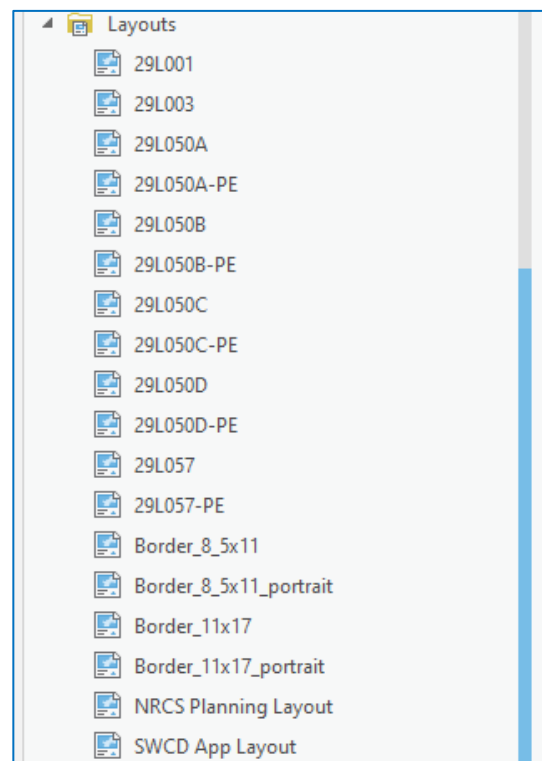 Layouts
29L001
29L003
29L050A
29L050A-PE
29L050B
29L050B-PE
29L050C
29L050C-PE
29L050D
29L050D-PE
29L057
29L057-PE
Border_8_5x11
Border_8_5x11_portrait
Border_11x17
Border_11x17_portrait
NRCS Planning Layout
SWCD App Layout